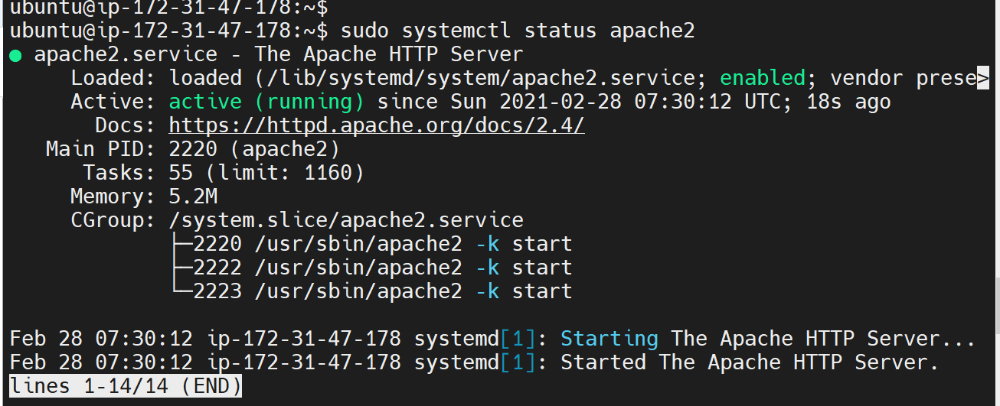 ubuntu@ip-172-31-47-178:~$
ubuntu@ip-172-31-47-178:~$ sudo systemctl status apache2
● apache2.service - The Apache HTTP Server
     Loaded: loaded (/lib/systemd/system/apache2.service; enabled; vendor prese>
     Active: active (running) since Sun 2021-02-28 07:30:12 UTC; 18s ago
       Docs: https://httpd.apache.org/docs/2.4/
   Main PID: 2220 (apache2)
      Tasks: 55 (limit: 1160)
     Memory: 5.2M
     CGroup: /system.slice/apache2.service
             ├─2220 /usr/sbin/apache2 -k start
             ├─2222 /usr/sbin/apache2 -k start
             └─2223 /usr/sbin/apache2 -k start

Feb 28 07:30:12 ip-172-31-47-178 systemd[1]: Starting The Apache HTTP Server...
Feb 28 07:30:12 ip-172-31-47-178 systemd[1]: Started The Apache HTTP Server.
lines 1-14/14 (END)